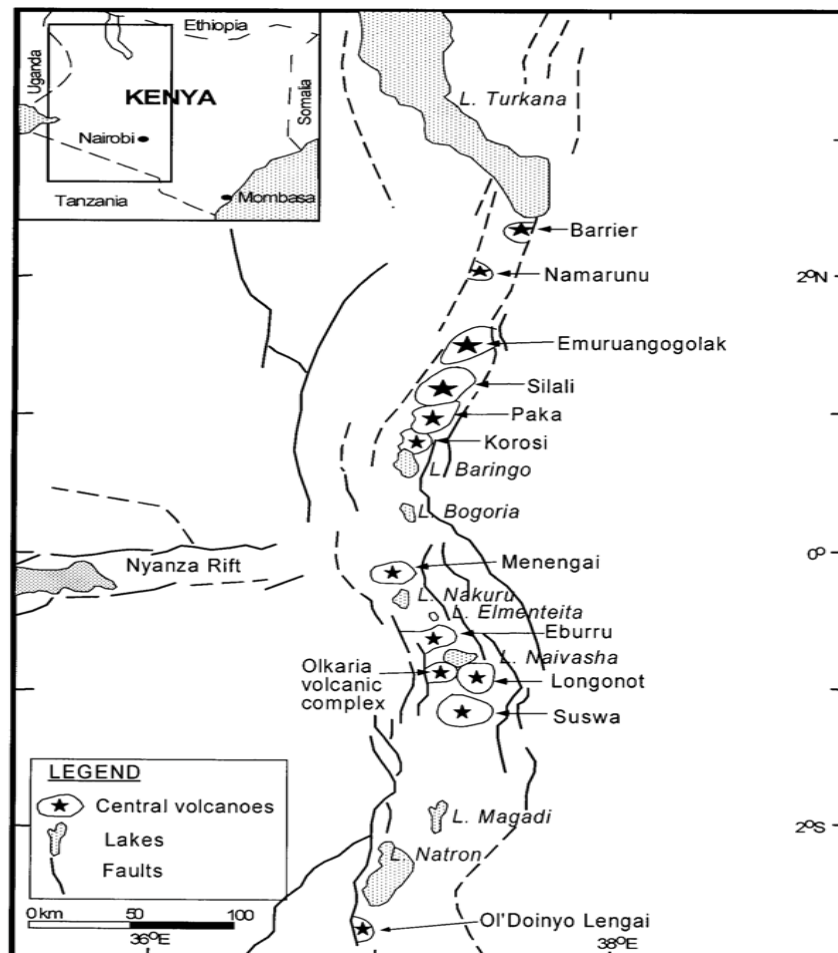 Ethiopia
Uganda
KENYA
Somalia
Nairobi
Tanzania
Mombasa
L. Turkana
Barrier
Namarunu
2ºN
Emuruangogolak
Silali
Paka
Korosi
L. Baringo
L. Bogoria
Nyanza Rift
Menengai
0º
L. Nakuru
L. Elmenteita
Eburru
L. Naivasha
Olkaria
volcanic
complex
Longonot
Suswa
LEGEND
Central volcanoes
Lakes
Faults
L. Magadi
2ºS
L. Natron
0 km 50 100
36ºE
Ol'Doinyo Lengai
38ºE